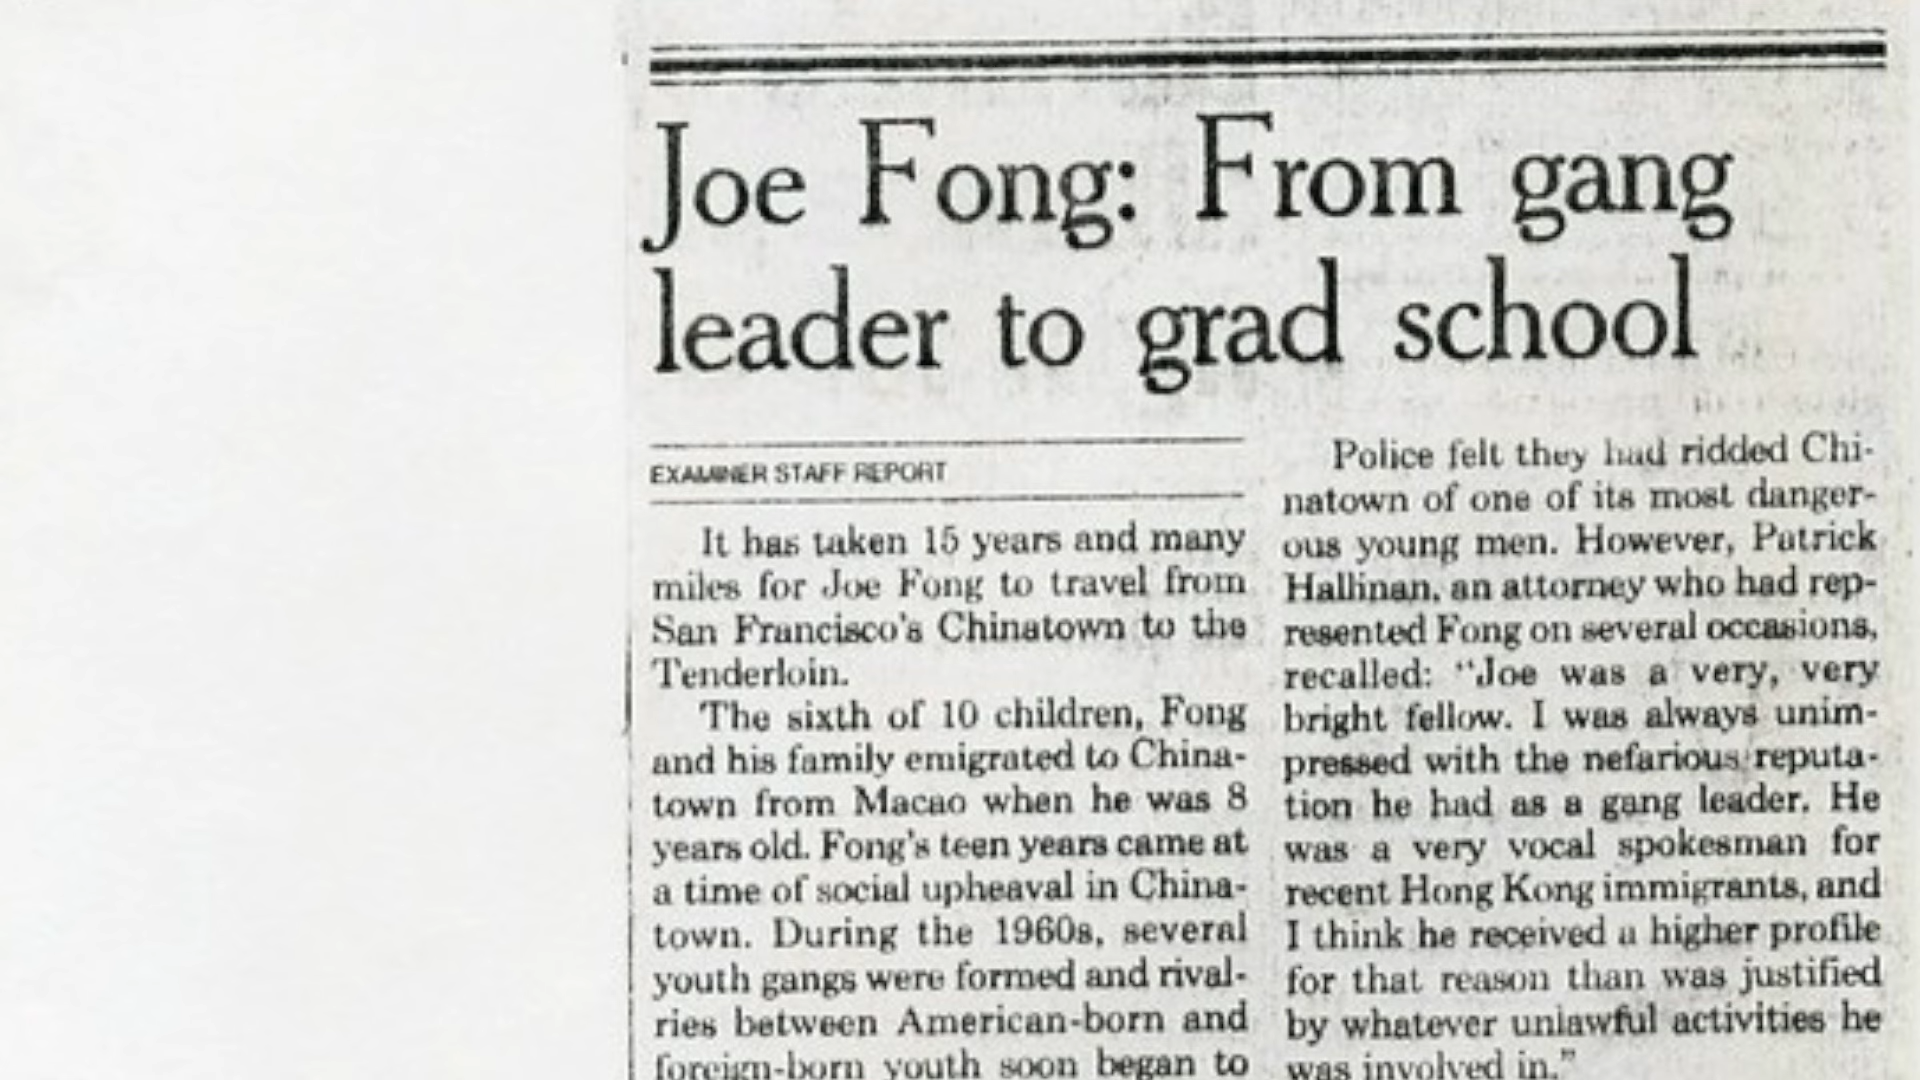 Joe Fong: From gang
leader to grad school
EXAMINER STAFF REPORT
It has taken 15 years and many
miles for Joe Fong to travel from
San Francisco's Chinatown to the
Tenderloin.
The sixth of 10 children, Fong
and his family emigrated to China-
town from Macao when he was 8
years old. Fong's teen years came at
a time of social upheaval in China-
town. During the 1960s, several
youth gangs were formed and rival-
ries between American-born and
foreign-born youth soon began to
Police felt they had ridded Chi-
natown of one of its most danger-
ous young men. However, Patrick
Hallinan, an attorney who had rep-
resented Fong on several occasions,
recalled: "Joe was a very, very
bright fellow. I was always unim-
pressed with the nefarious reputa-
tion he had as a gang leader. He
was a very vocal spokesman for
recent Hong Kong immigrants, and
I think he received a higher profile
for that reason than was justified
by whatever unlawful activities he
was involved in."